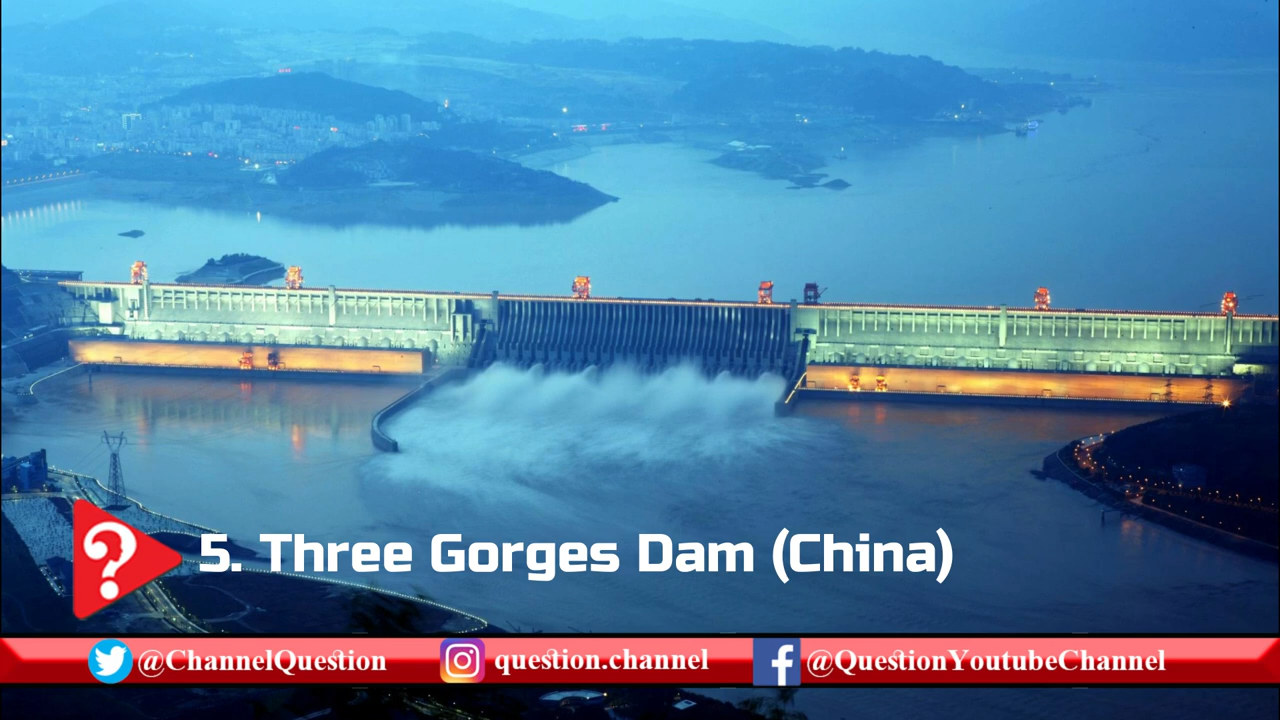 5. Three Gorges Dam (China)
@ChannelQuestion
question.channel
@QuestionYoutubeChannel